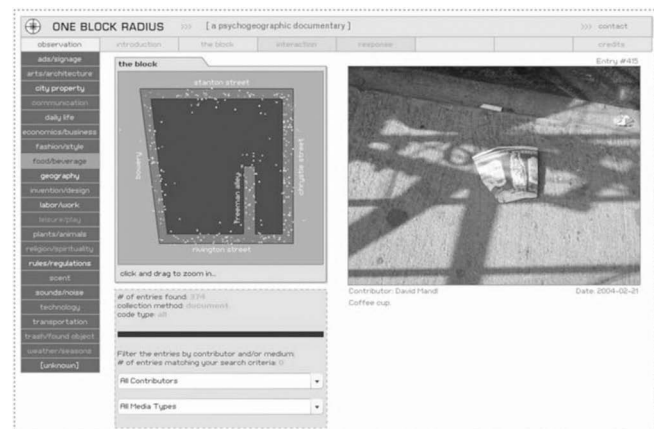 ONE BLOCK RADIUS >>> [ a psychogeographic documentary ] >>> contact
observation introduction the block interaction response credits
ads/signage
arts/architecture
city property
communication
daily life
economics/business
fashion/style
food/beverage
geography
invention/design
labor/work
leisure/play
plants/animals
religion/spirituality
rules/regulations
scent
sounds/noise
technology
transportation
trash/found object
weather/seasons
[unknown]
the block
stanton street
bowery
freeman alley
chrystie street
rivington street
click and drag to zoom in..
# of entries found: 334
collection method: document
code type: all
Filter the entries by contributor and/or medium:
# of entries matching your search criteria: 0
All Contributors
All Media Types
Entry #415
Contributor: David Mandl Date: 2004-02-21
Coffee cup.